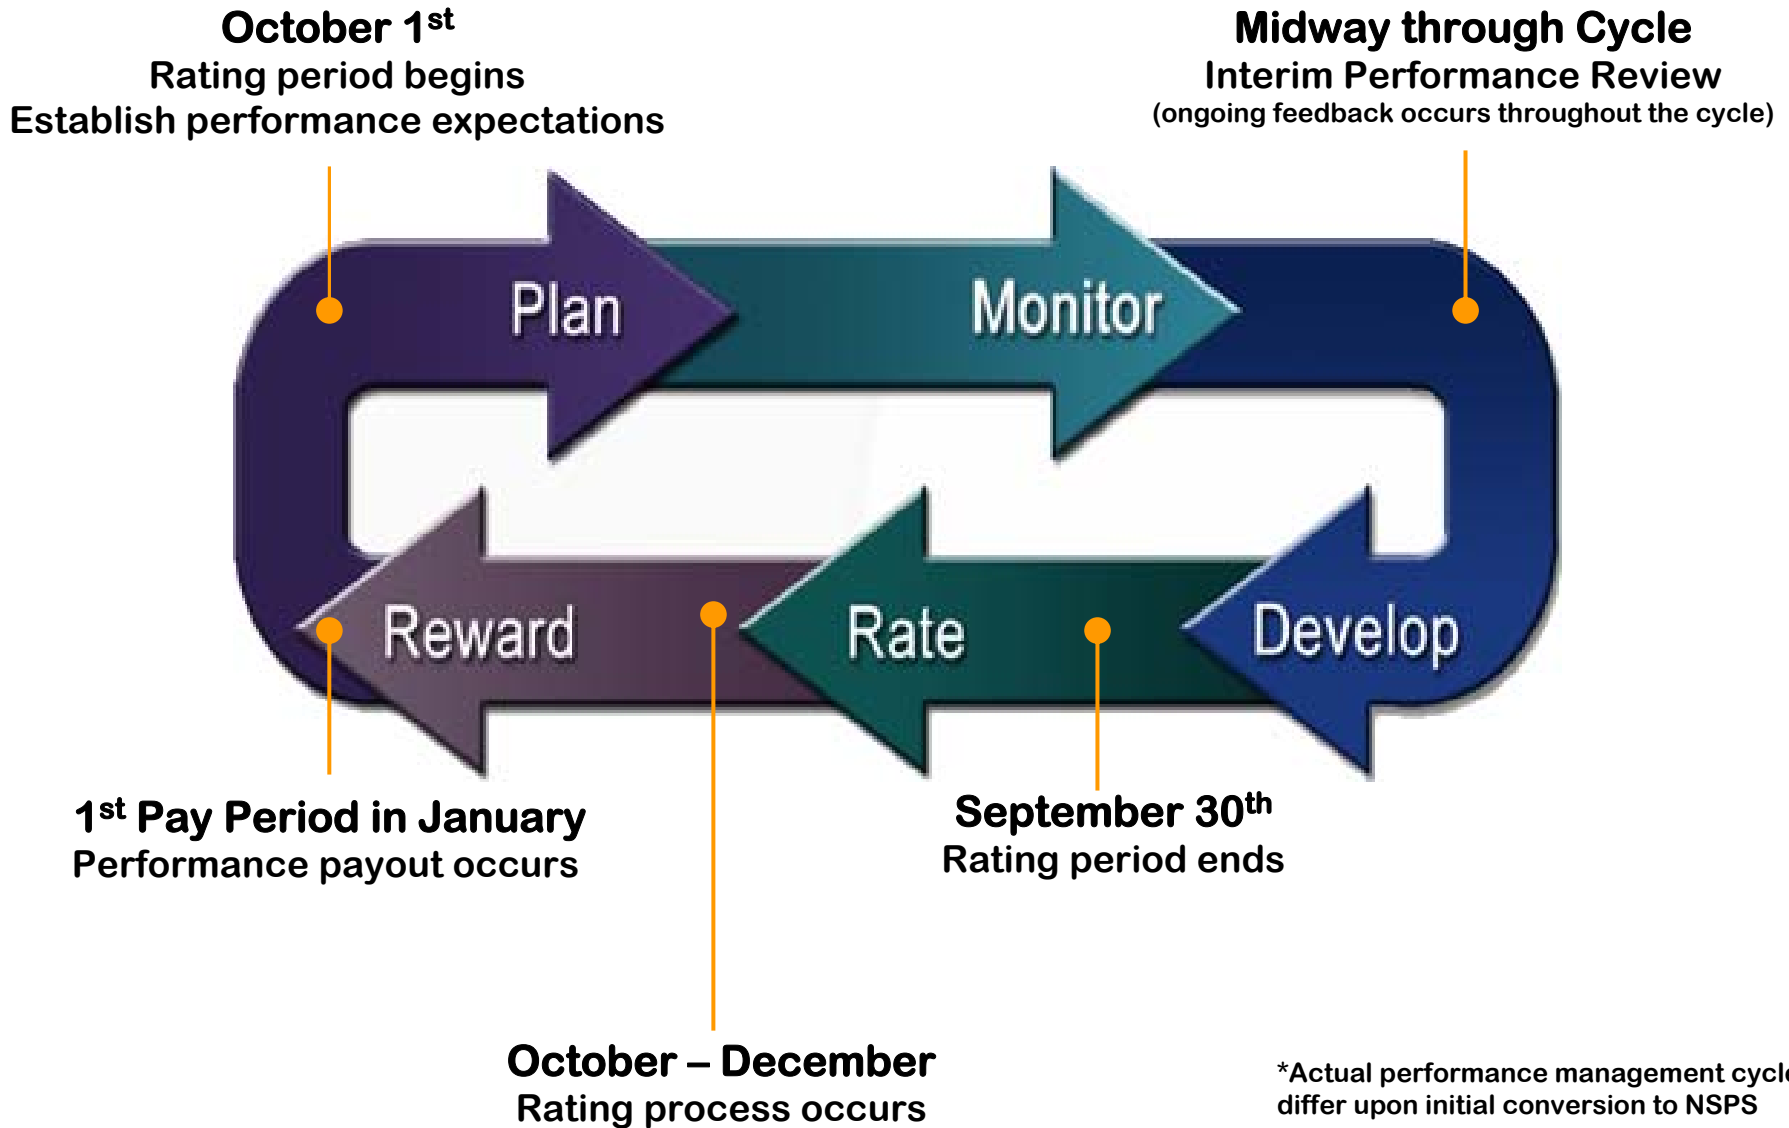 October 1st
Rating period begins
Establish performance expectations
Midway through Cycle
Interim Performance Review
(ongoing feedback occurs throughout the cycle)
Plan
Monitor
Reward
Rate
Develop
1st Pay Period in January
Performance payout occurs
September 30th
Rating period ends
October – December
Rating process occurs
*Actual performance management cycle
differ upon initial conversion to NSPS